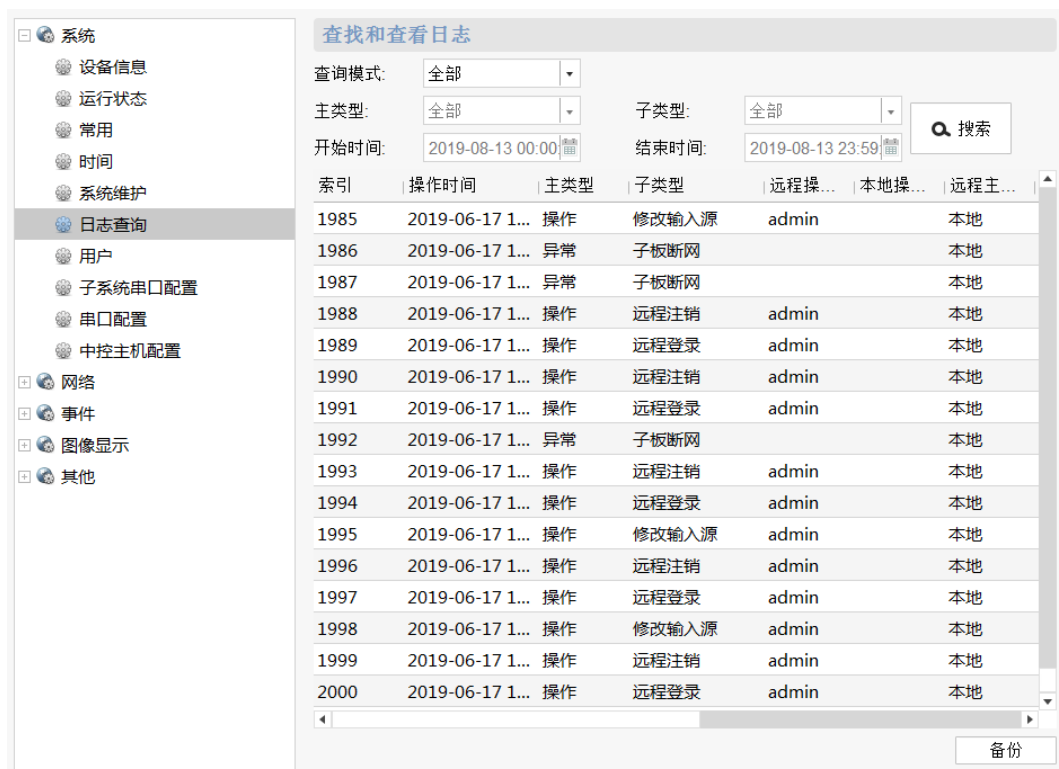 系统
设备信息
运行状态
常用
时间
系统维护
日志查询
用户
子系统串口配置
串口配置
中控主机配置
网络
事件
图像显示
其他
查找和查看日志
查询模式: 全部
主类型: 全部 子类型: 全部
搜索
开始时间: 2019-08-13 00:00: 结束时间: 2019-08-13 23:59:
索引 操作时间 主类型 子类型 远程操... 本地操... 远程主...
1985 2019-06-17 1... 操作 修改输入源 admin 本地
1986 2019-06-17 1... 异常 子板断网 本地
1987 2019-06-17 1... 异常 子板断网 本地
1988 2019-06-17 1... 操作 远程注销 admin 本地
1989 2019-06-17 1... 操作 远程登录 admin 本地
1990 2019-06-17 1... 操作 远程注销 admin 本地
1991 2019-06-17 1... 操作 远程登录 admin 本地
1992 2019-06-17 1... 异常 子板断网 本地
1993 2019-06-17 1... 操作 远程注销 admin 本地
1994 2019-06-17 1... 操作 远程登录 admin 本地
1995 2019-06-17 1... 操作 修改输入源 admin 本地
1996 2019-06-17 1... 操作 远程注销 admin 本地
1997 2019-06-17 1... 操作 远程登录 admin 本地
1998 2019-06-17 1... 操作 修改输入源 admin 本地
1999 2019-06-17 1... 操作 远程注销 admin 本地
2000 2019-06-17 1... 操作 远程登录 admin 本地
备份